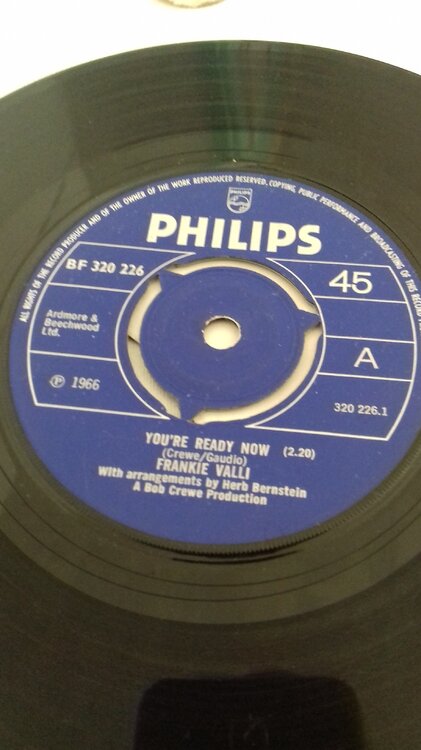 ALL RIGHTS OF THE RECORD PRODUCER AND OF THE OWNER OF THE WORK REPRODUCED RESERVED. COPYING, PUBLIC PERFORMANCE AND BROADCASTING OF THIS RECORD
PHILIPS
PHILIPS
BF 320 226
45
Ardmore &
Beechwood
Ltd.
A
℗ 1966
320 226.1
YOU'RE READY NOW (2.20)
(Crewe/Gaudio)
FRANKIE VALLI
With arrangements by Herb Bernstein
A Bob Crewe Production